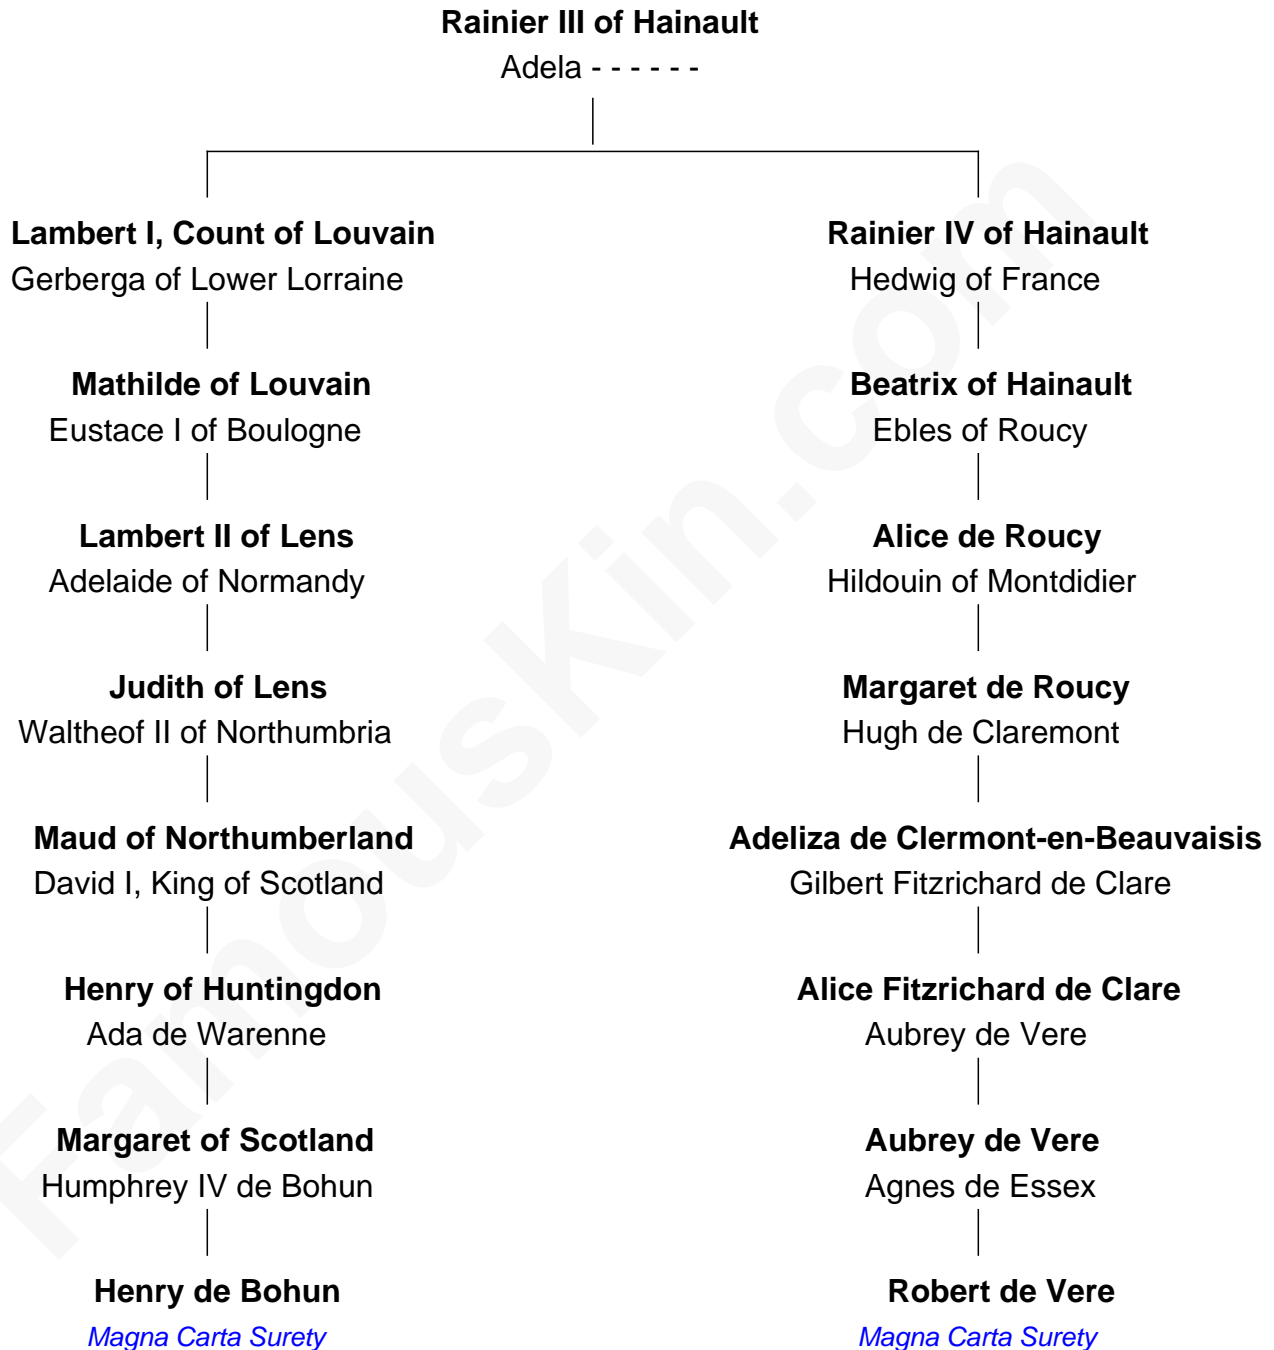 Rainier III of Hainault
Adela - - - - - -
Lambert I, Count of Louvain
Gerberga of Lower Lorraine
Mathilde of Louvain
Eustace I of Boulogne
Lambert II of Lens
Adelaide of Normandy
Judith of Lens
Waltheof II of Northumbria
Maud of Northumberland
David I, King of Scotland
Henry of Huntingdon
Ada de Warenne
Margaret of Scotland
Humphrey IV de Bohun
Henry de Bohun
Magna Carta Surety
Rainier IV of Hainault
Hedwig of France
Beatrix of Hainault
Ebles of Roucy
Alice de Roucy
Hildouin of Montdidier
Margaret de Roucy
Hugh de Claremont
Adeliza de Clermont-en-Beauvaisis
Gilbert Fitzrichard de Clare
Alice Fitzrichard de Clare
Aubrey de Vere
Aubrey de Vere
Agnes de Essex
Robert de Vere
Magna Carta Surety
FamousKin.com